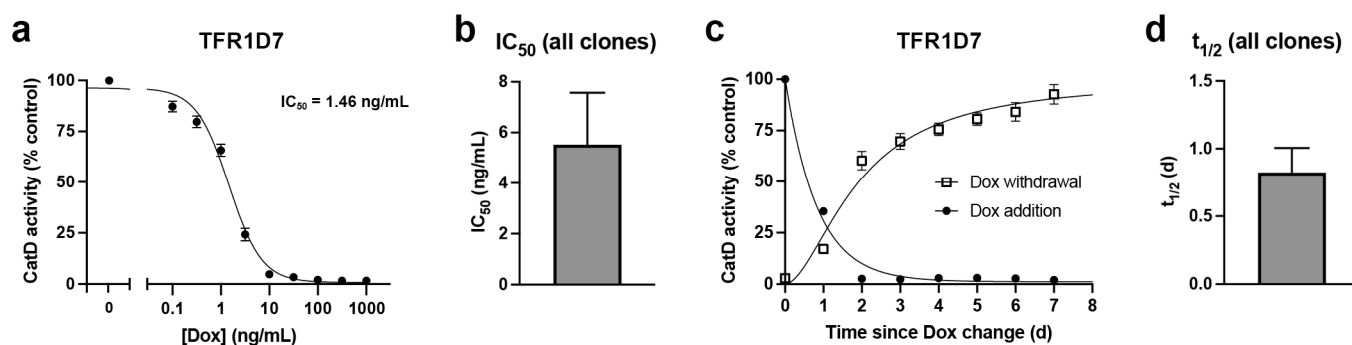 a
TFR1D7
CatD activity (% control)
100
75
50
25
0
IC50 = 1.46 ng/mL
0
0.1
1
10
100
1000
[Dox] (ng/mL)
b
IC50 (all clones)
IC50 (ng/mL)
8
6
4
2
0
c
TFR1D7
CatD activity (% control)
100
75
50
25
0
Dox withdrawal
Dox addition
0 1 2 3 4 5 6 7 8
Time since Dox change (d)
d
t1/2 (all clones)
t1/2 (d)
1.5
1.0
0.5
0.0